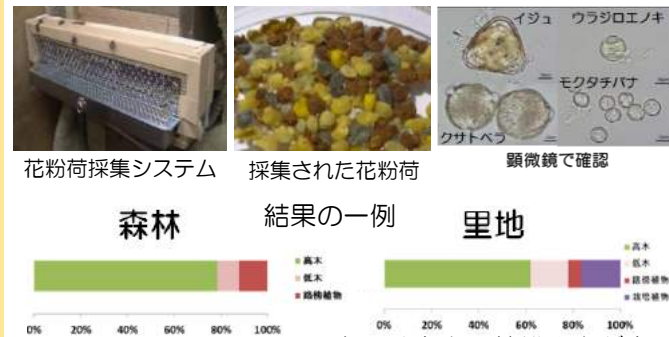 イジュ
ウラジロエノキ
モクタチバナ
クサトベラ
花粉荷採集システム
採集された花粉荷
顕微鏡で確認
結果の一例
森林
里地
高木
低木
路傍植物
0% 20% 40% 60% 80% 100%
高木
低木
路傍植物
栽培植物
0% 20% 40% 60% 80% 100%